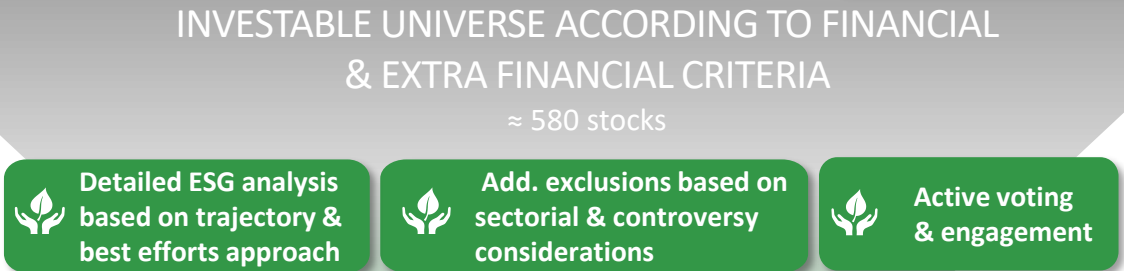 INVESTABLE UNIVERSE ACCORDING TO FINANCIAL
& EXTRA FINANCIAL CRITERIA
≈ 580 stocks
Detailed ESG analysis
based on trajectory &
best efforts approach
Add. exclusions based on
sectorial & controversy
considerations
Active voting
& engagement